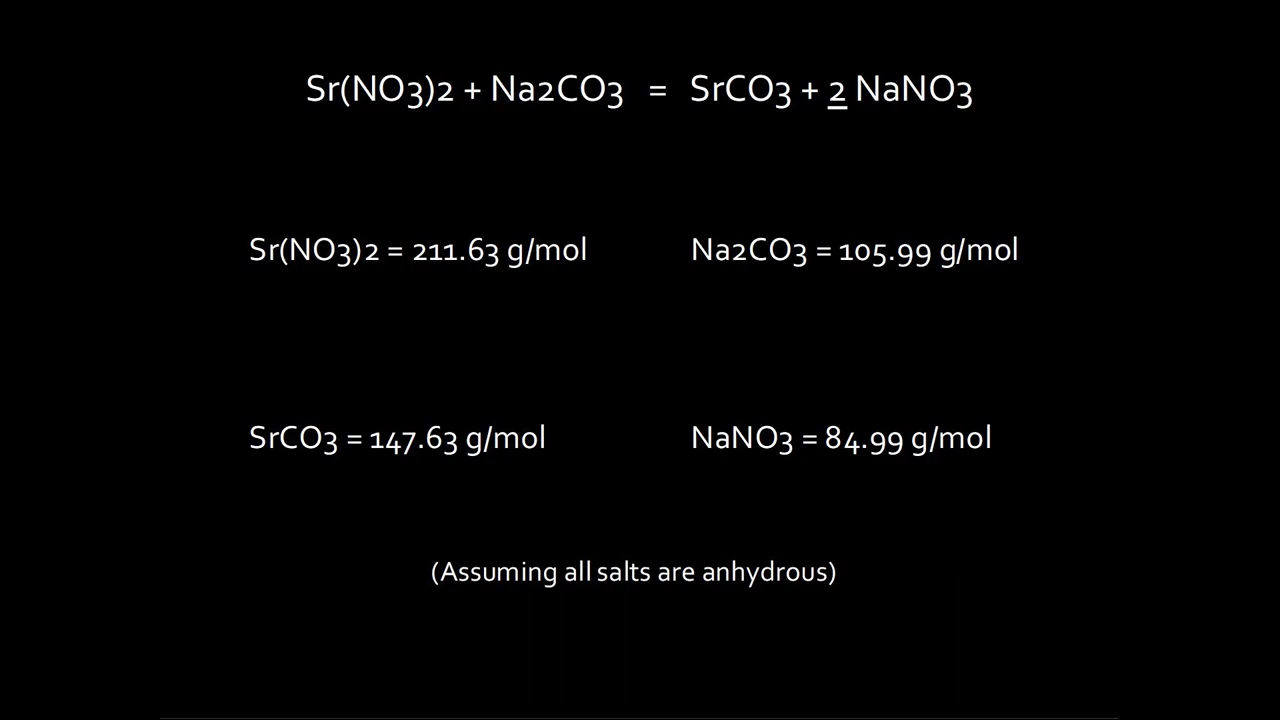 Sr(NO3)2 + Na2CO3 = SrCO3 + 2 NaNO3
Sr(NO3)2 = 211.63 g/mol Na2CO3 = 105.99 g/mol
SrCO3 = 147.63 g/mol NaNO3 = 84.99 g/mol
(Assuming all salts are anhydrous)